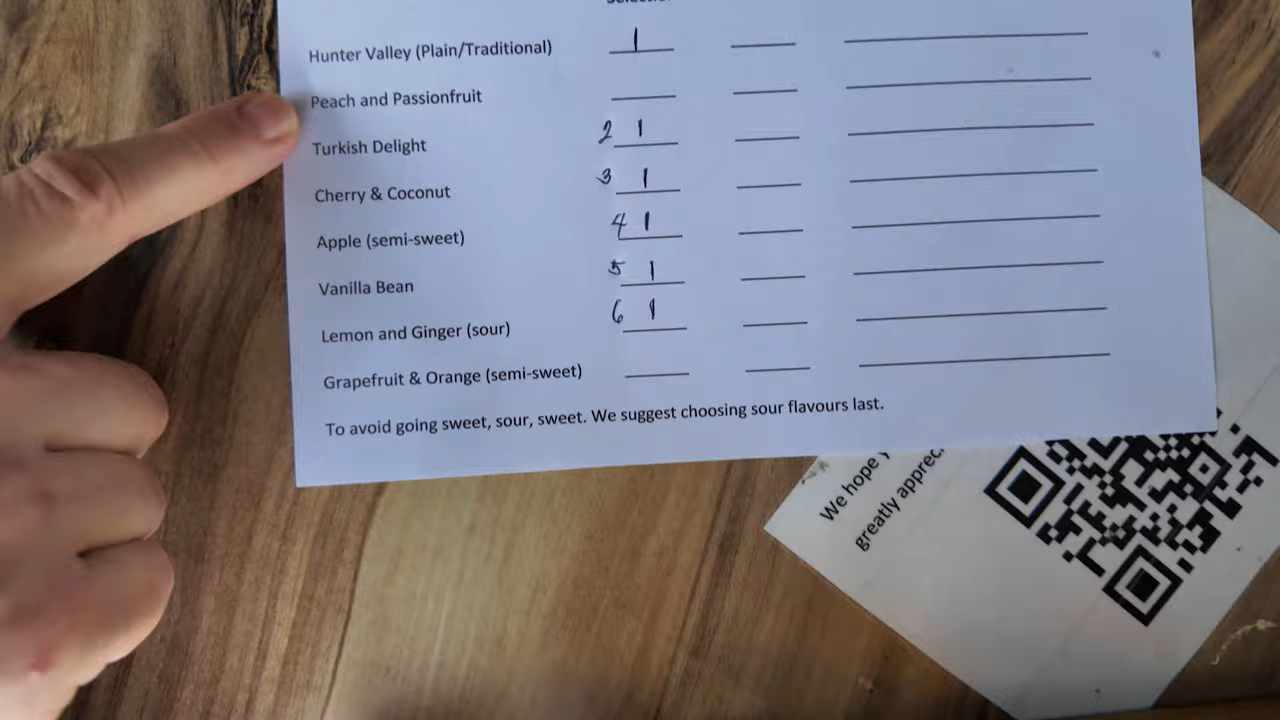 Hunter Valley (Plain/Traditional) 1
Peach and Passionfruit
Turkish Delight 2 1
Cherry & Coconut 3 1
Apple (semi-sweet) 4 1
Vanilla Bean 5 1
Lemon and Ginger (sour) 6 1
Grapefruit & Orange (semi-sweet)
To avoid going sweet, sour, sweet. We suggest choosing sour flavours last.
We hope
greatly